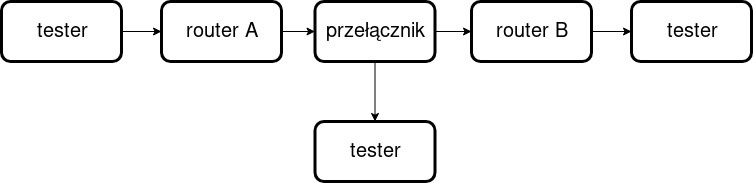 tester
router A
przełącznik
router B
tester
tester